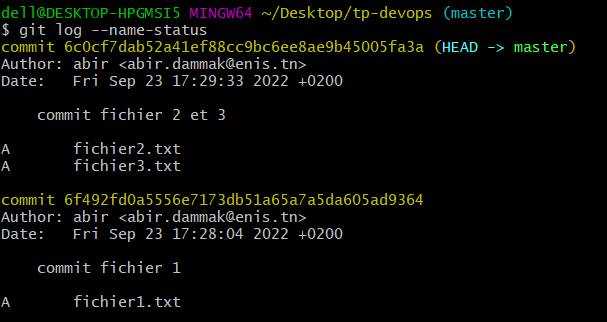 dell@DESKTOP-HPGMSI5 MINGW64 ~/Desktop/tp-devops (master)
$ git log --name-status
commit 6c0cf7dab52a41ef88cc9bc6ee8ae9b45005fa3a (HEAD -> master)
Author: abir <abir.dammak@enis.tn>
Date:   Fri Sep 23 17:29:33 2022 +0200
    commit fichier 2 et 3
A       fichier2.txt
A       fichier3.txt
commit 6f492fd0a5556e7173db51a65a7a5da605ad9364
Author: abir <abir.dammak@enis.tn>
Date:   Fri Sep 23 17:28:04 2022 +0200
    commit fichier 1
A       fichier1.txt